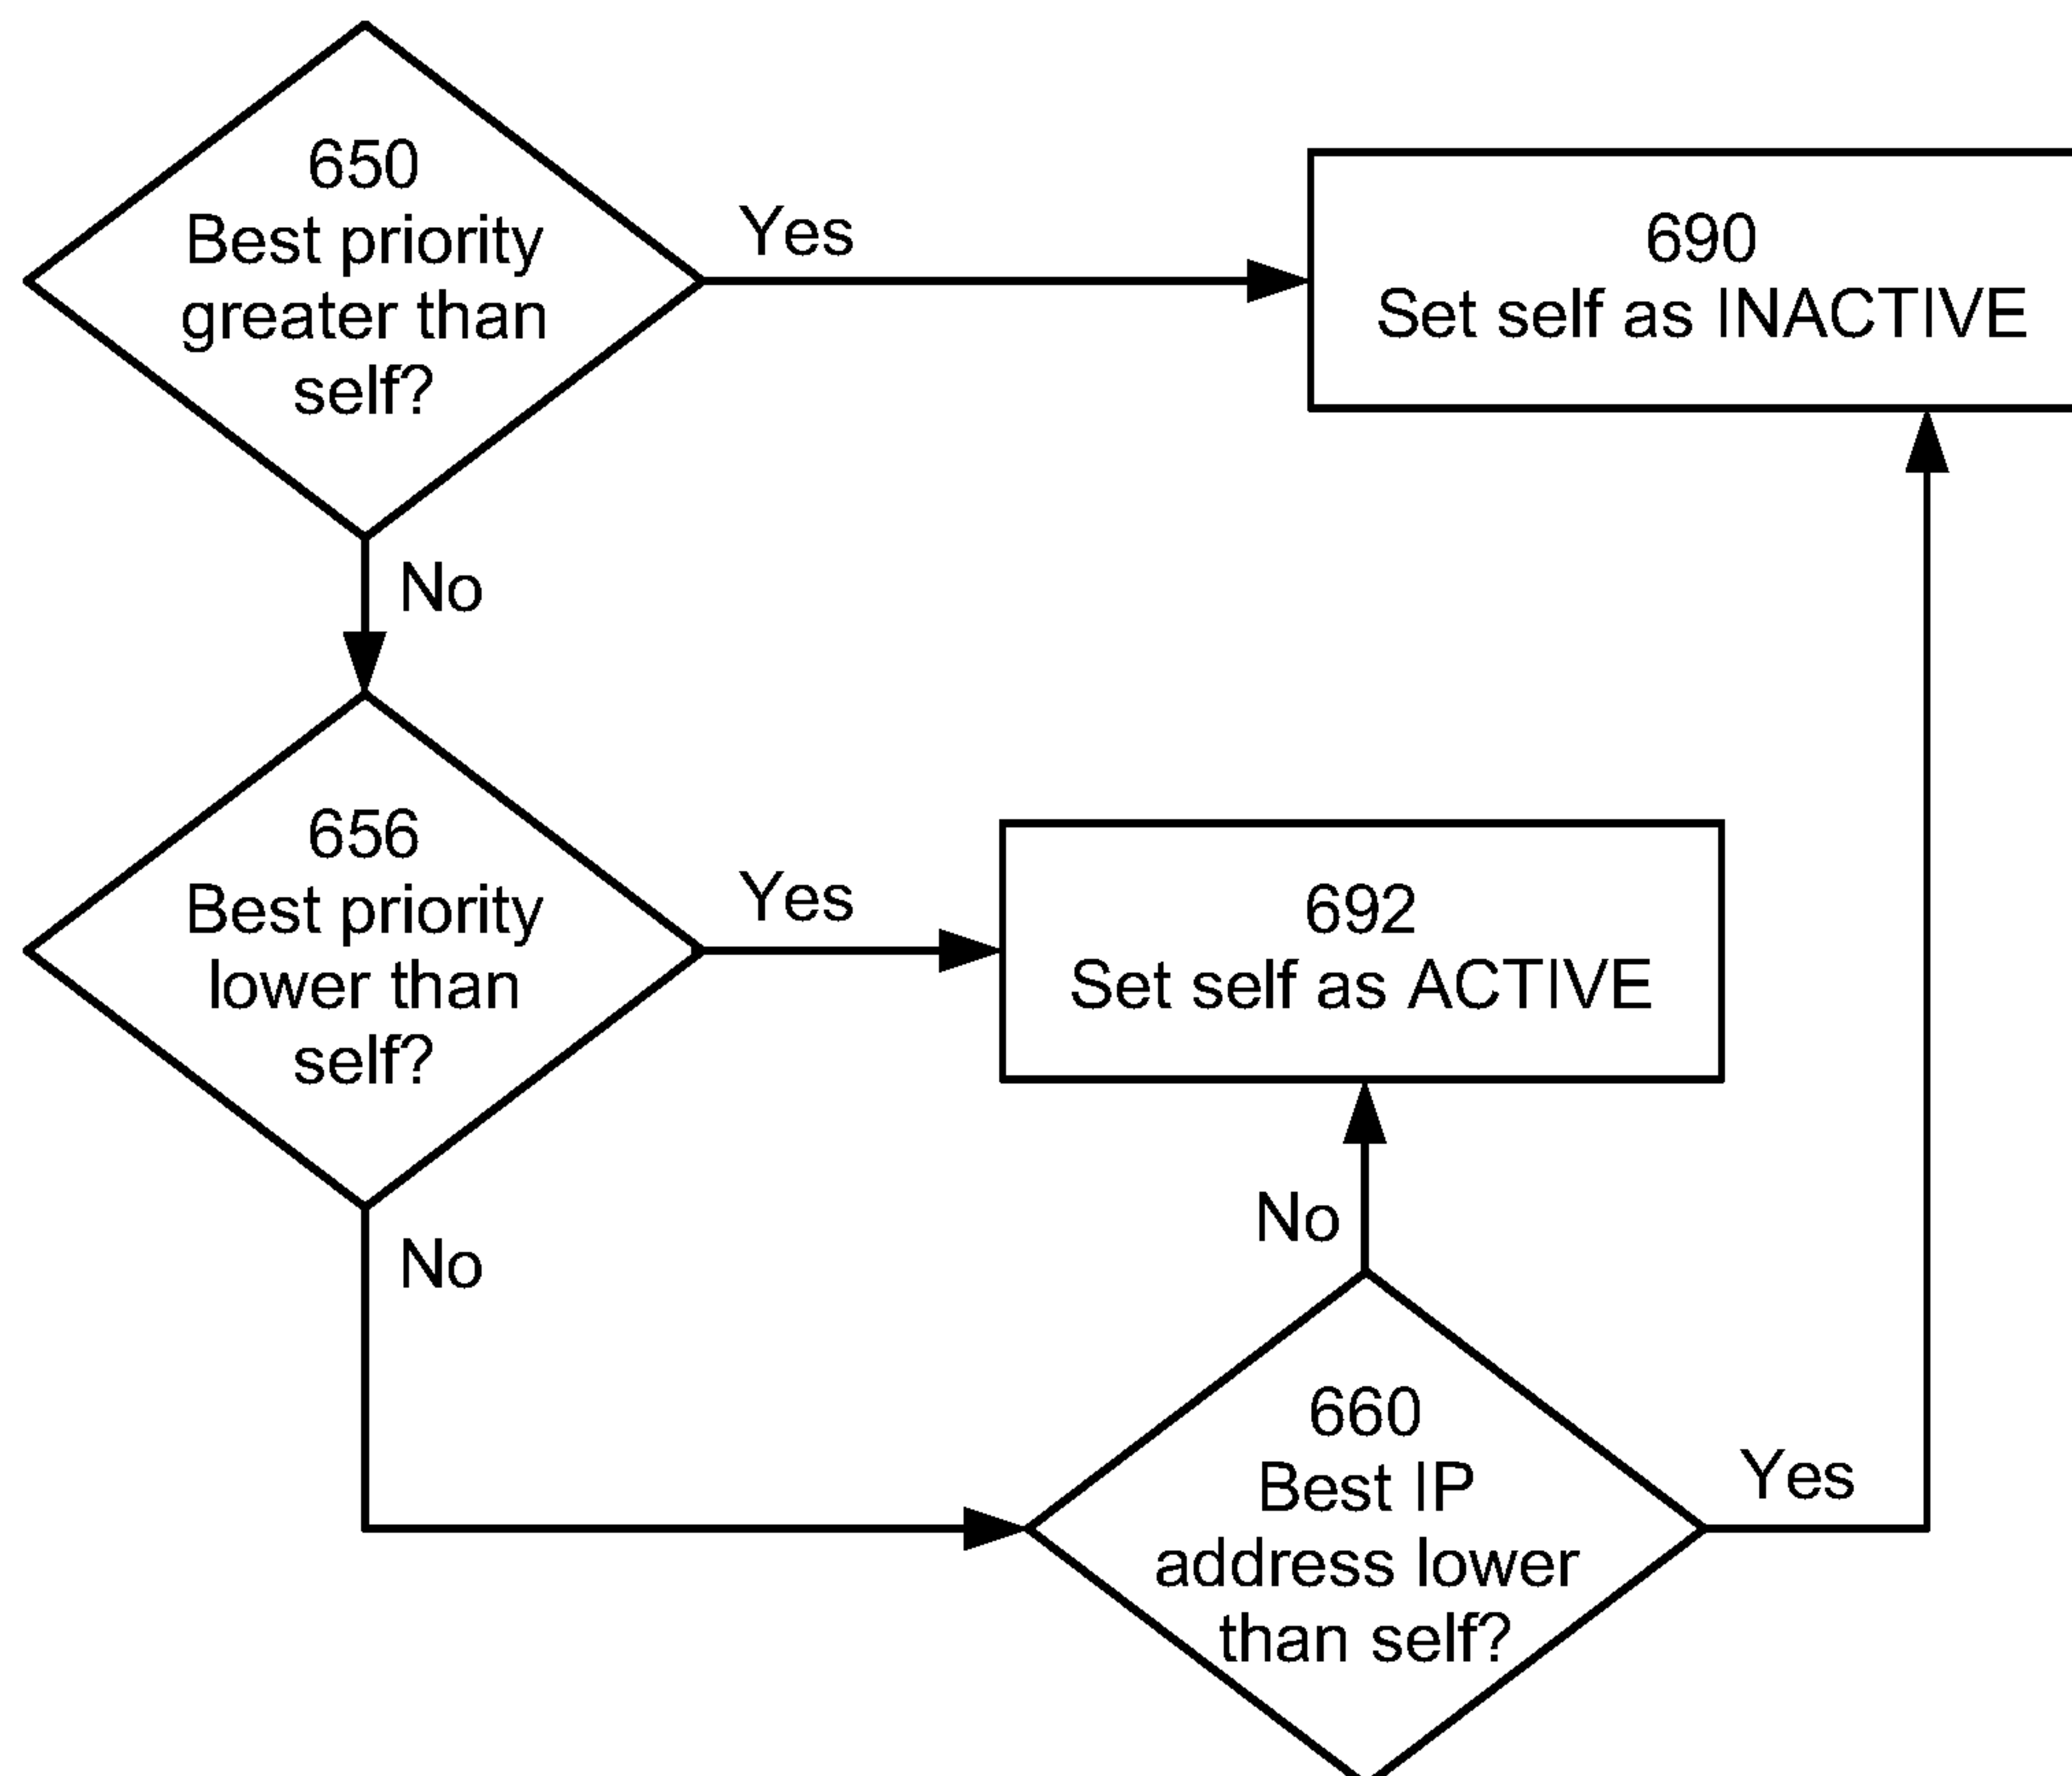 650
Best priority
greater than
self?
Yes
690
Set self as INACTIVE
No
656
Best priority
lower than
self?
Yes
692
Set self as ACTIVE
No
No
660
Best IP
address lower
than self?
Yes